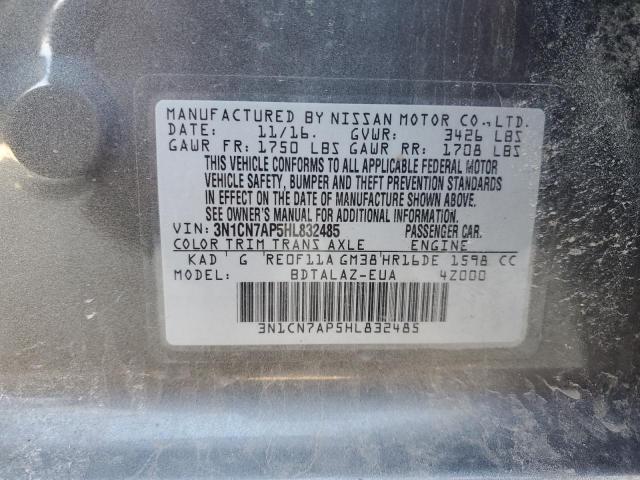 MANUFACTURED BY NISSAN MOTOR CO.,LTD.
DATE: 11/16. GVWR: 3426 LBS
GAWR FR: 1750 LBS GAWR RR: 1708 LBS
THIS VEHICLE CONFORMS TO ALL APPLICABLE FEDERAL MOTOR
VEHICLE SAFETY, BUMPER AND THEFT PREVENTION STANDARDS
IN EFFECT ON THE DATE OF MANUFACTURE SHOWN ABOVE.
SEE OWNER'S MANUAL FOR ADDITIONAL INFORMATION.
VIN: 3N1CN7AP5HL832485 PASSENGER CAR.
COLOR TRIM TRANS AXLE ENGINE
KAD G RE0F11A GM38 HR16DE 1598 CC
MODEL: BDTALAZ-EUA 4Z000
3N1CN7AP5HL832485